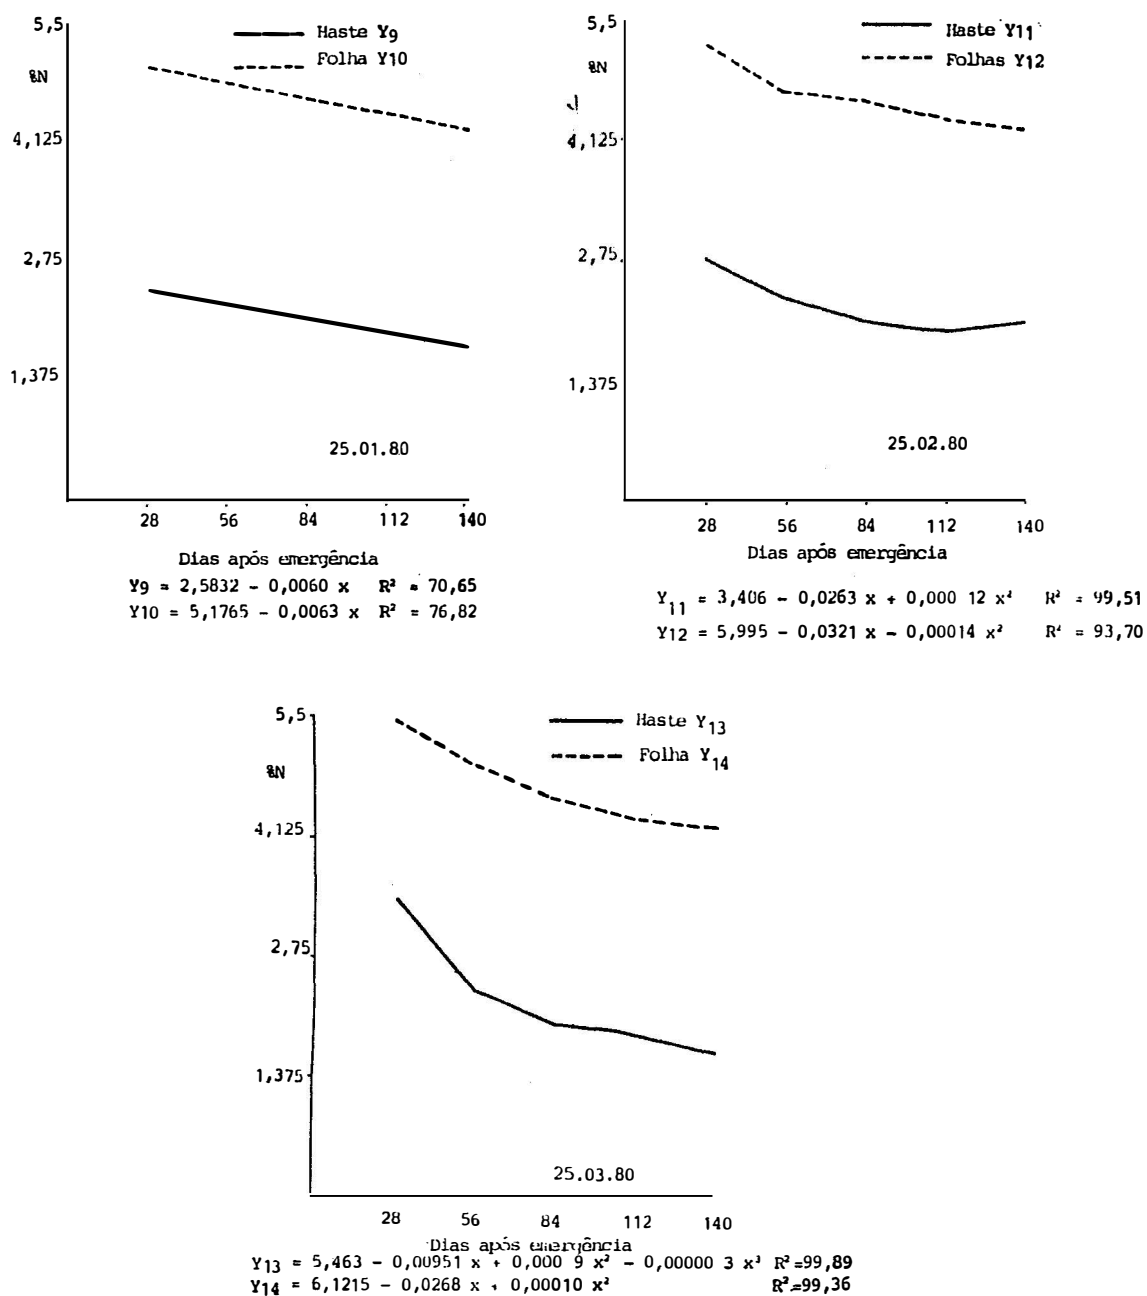 5,5
Haste Y9
Folha Y10
%N
4,125
2,75
1,375
25.01.80
28 56 84 112 140
Dias após emergência
Y9 = 2,5832 - 0,0060 x R² = 70,65
Y10 = 5,1765 - 0,0063 x R² = 76,82
5,5
Haste Y11
Folhas Y12
%N
4,125
2,75
1,375
25.02.80
28 56 84 112 140
Dias após emergência
Y11 = 3,406 - 0,0263 x + 0,000 12 x² R² = 99,51
Y12 = 5,995 - 0,0321 x - 0,00014 x² R² = 93,70
5,5
Haste Y13
Folha Y14
%N
4,125
2,75
1,375
25.03.80
28 56 84 112 140
Dias após emergência
Y13 = 5,463 - 0,00951 x + 0,000 9 x² - 0,00000 3 x³ R²=99,89
Y14 = 6,1215 - 0,0268 x + 0,00010 x² R²=99,36